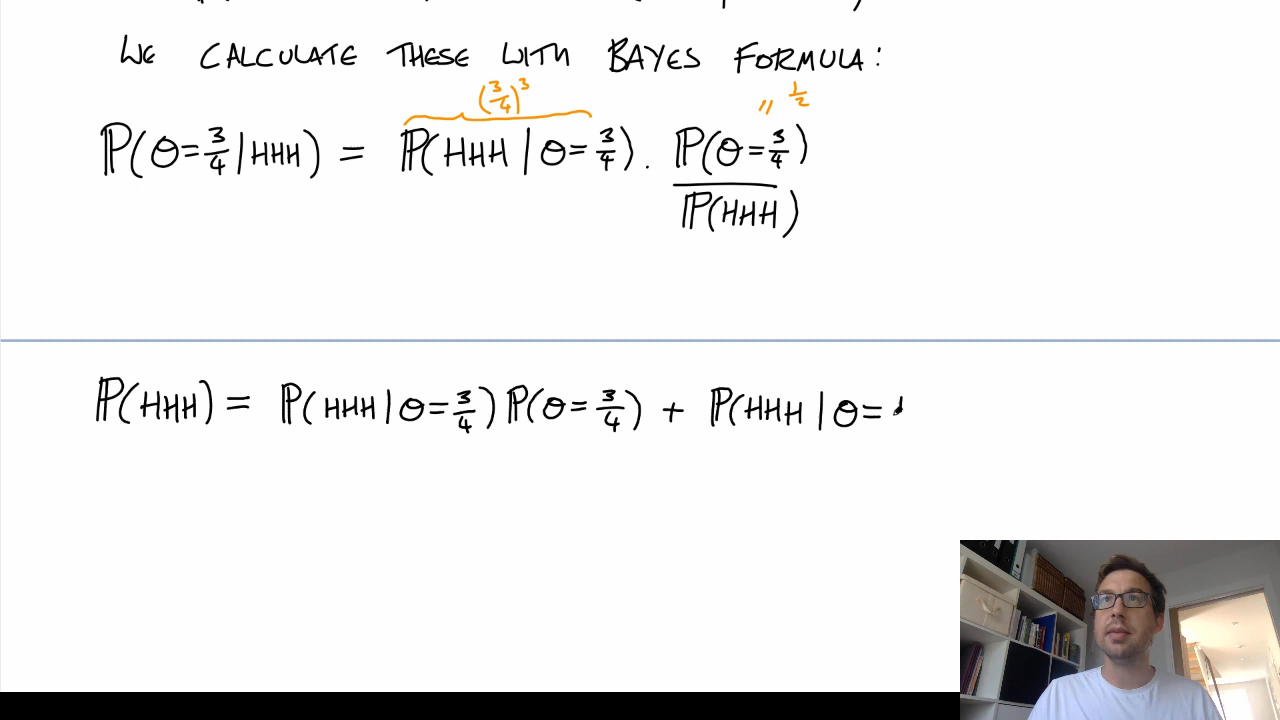 WE CALCULATE THESE WITH BAYES FORMULA:
(3/4)^3 " 1/2
ℙ(θ=3/4|HHH) = ℙ(HHH|θ=3/4). ℙ(θ=3/4)/ℙ(HHH)
ℙ(HHH) = ℙ(HHH|θ=3/4)ℙ(θ=3/4) + ℙ(HHH|θ=